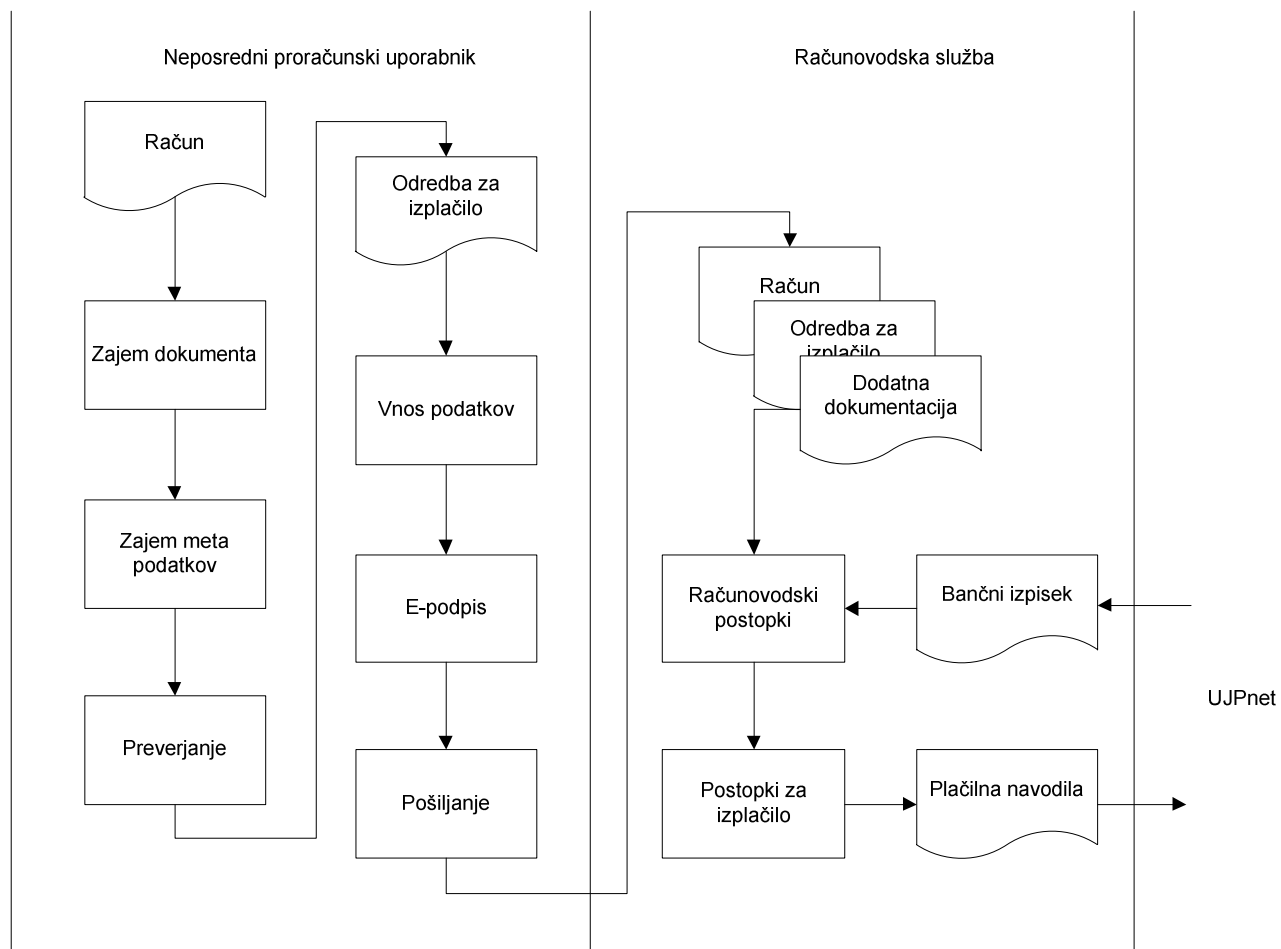 Neposredni proračunski uporabnik
Računovodska služba
Račun
Zajem dokumenta
Zajem meta
podatkov
Preverjanje
Odredba za
izplačilo
Vnos podatkov
E-podpis
Pošiljanje
Račun
Odredba za
izplačilo
Dodatna
dokumentacija
Računovodski
postopki
Bančni izpisek
Postopki za
izplačilo
Plačilna navodila
UJPnet